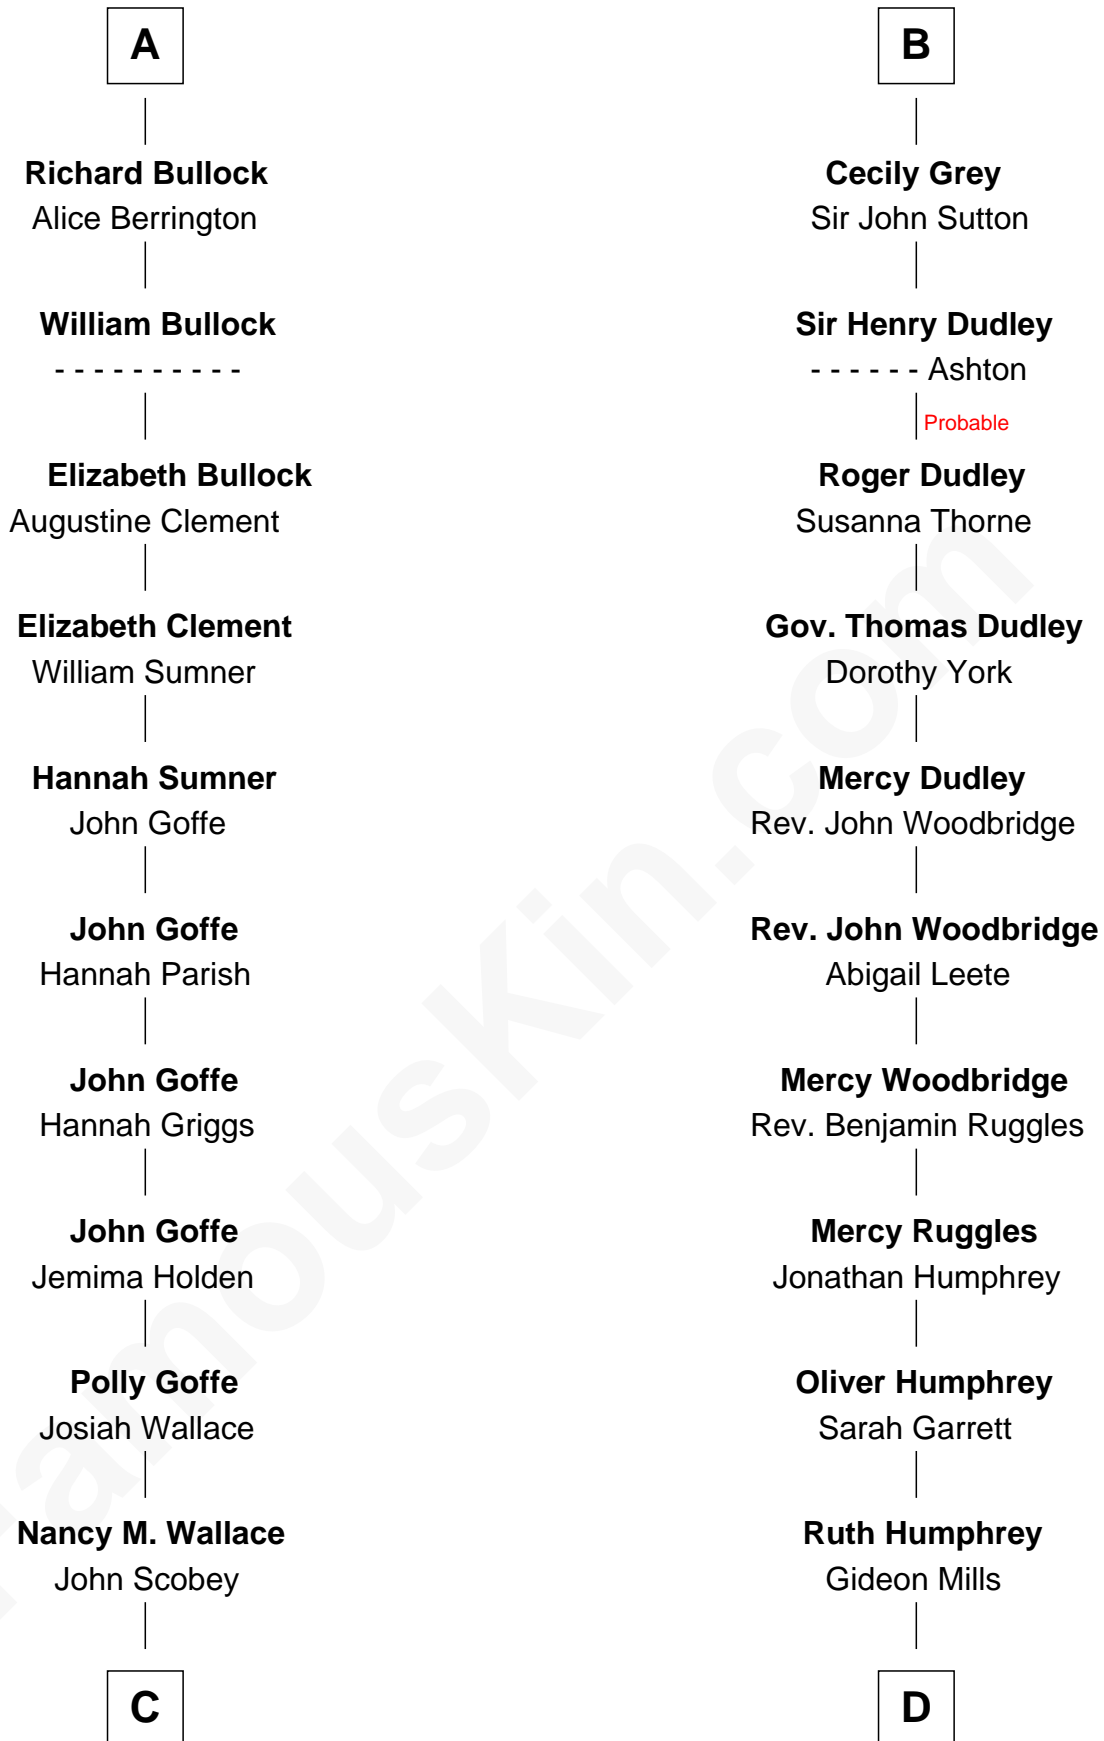 A
Richard Bullock
Alice Berrington
William Bullock
- - - - - - - - - -
Elizabeth Bullock
Augustine Clement
Elizabeth Clement
William Sumner
Hannah Sumner
John Goffe
John Goffe
Hannah Parish
John Goffe
Hannah Griggs
John Goffe
Jemima Holden
Polly Goffe
Josiah Wallace
Nancy M. Wallace
John Scobey
C
B
Cecily Grey
Sir John Sutton
Sir Henry Dudley
- - - - - - Ashton
Probable
Roger Dudley
Susanna Thorne
Gov. Thomas Dudley
Dorothy York
Mercy Dudley
Rev. John Woodbridge
Rev. John Woodbridge
Abigail Leete
Mercy Woodbridge
Rev. Benjamin Ruggles
Mercy Ruggles
Jonathan Humphrey
Oliver Humphrey
Sarah Garrett
Ruth Humphrey
Gideon Mills
D
FamousKin.com